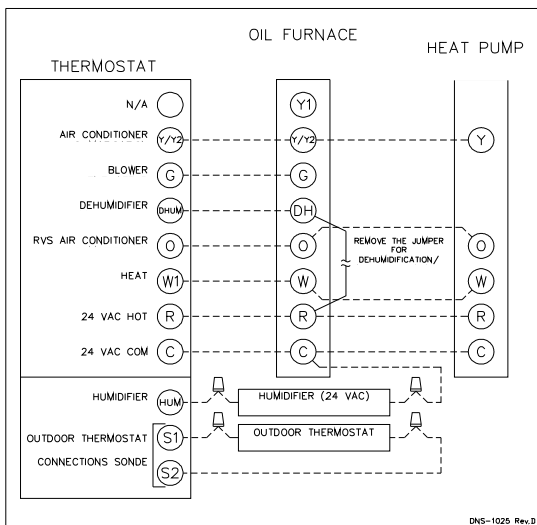 OIL FURNACE
HEAT PUMP
THERMOSTAT
N/A
Y1
AIR CONDITIONER Y/Y2 Y/Y2 Y
BLOWER G G
DEHUMIDIFIER DHUM DH
RVS AIR CONDITIONER O O O
REMOVE THE JUMPER
FOR
DEHUMIDIFICATION/
HEAT W1 W W
24 VAC HOT R R R
24 VAC COM C C C
HUMIDIFIER HUM HUMIDIFIER (24 VAC)
OUTDOOR THERMOSTAT S1 OUTDOOR THERMOSTAT
CONNECTIONS SONDE S2
DNS-1025 Rev.D